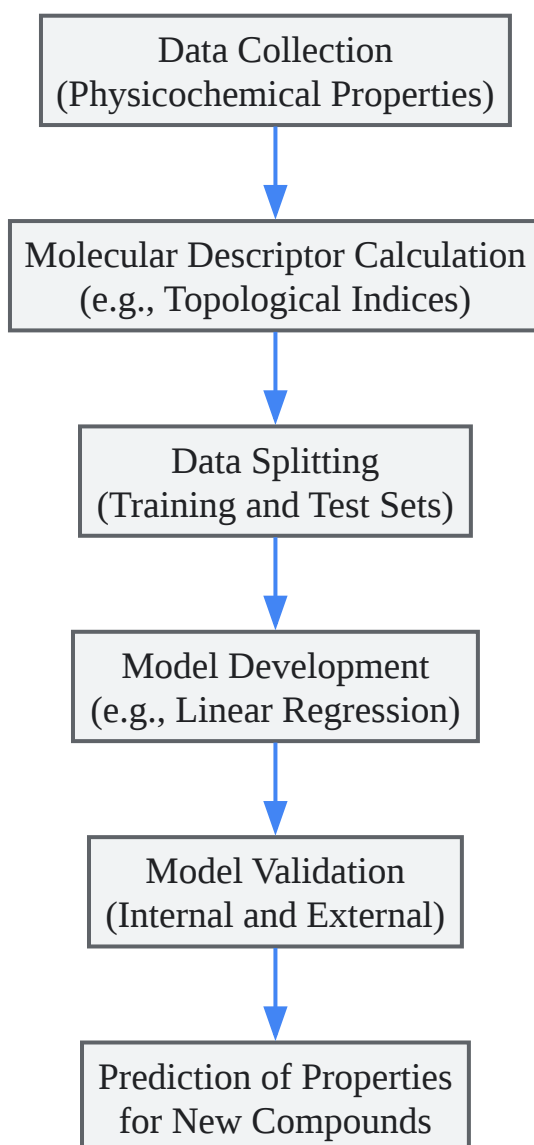 Data Collection
(Physicochemical Properties)
Molecular Descriptor Calculation
(e.g., Topological Indices)
Data Splitting
(Training and Test Sets)
Model Development
(e.g., Linear Regression)
Model Validation
(Internal and External)
Prediction of Properties
for New Compounds